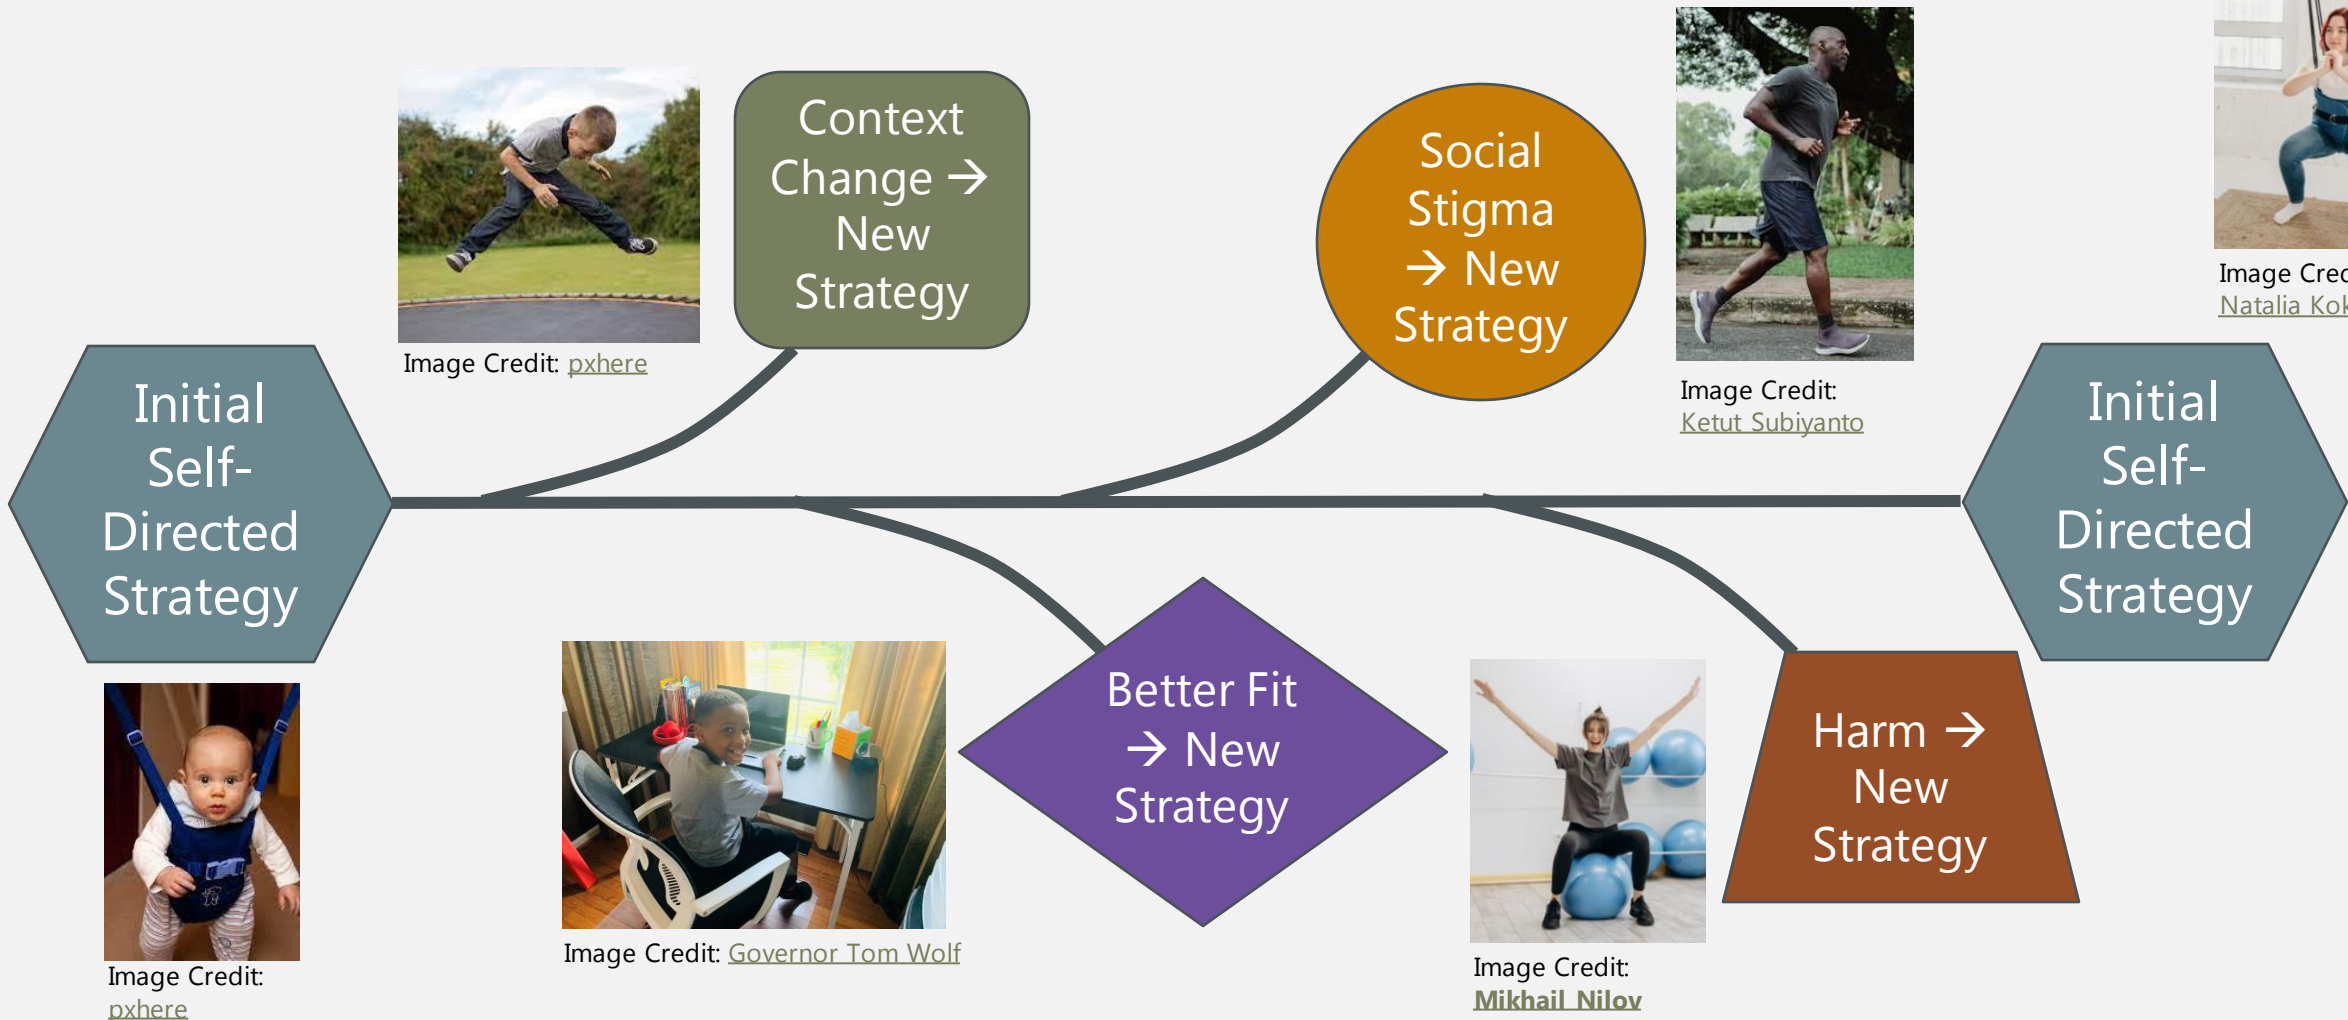 Initial
Self-
Directed
Strategy
Image Credit:
pxhere
Image Credit: pxhere
Context
Change →
New
Strategy
Image Credit: Governor Tom Wolf
Better Fit
→ New
Strategy
Social
Stigma
→ New
Strategy
Image Credit:
Ketut Subiyanto
Image Credit:
Mikhail Nilov
Harm →
New
Strategy
Image
Natalia
Initial
Self-
Directed
Strategy